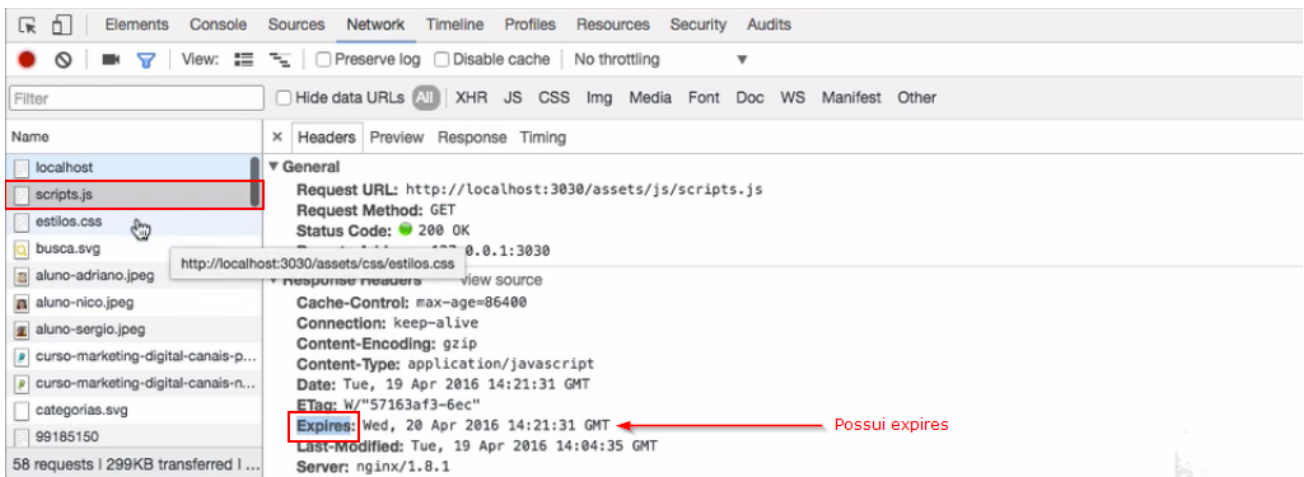 Elements Console Sources Network Timeline Profiles Resources Security Audits
View: Preserve log Disable cache No throttling
Filter Hide data URLs All XHR JS CSS Img Media Font Doc WS Manifest Other
Name × Headers Preview Response Timing
localhost
scripts.js
estilos.css
busca.svg
aluno-adriano.jpeg
aluno-nico.jpeg
aluno-sergio.jpeg
curso-marketing-digital-canais-p...
curso-marketing-digital-canais-n...
categorias.svg
99185150
58 requests | 299KB transferred | ...
General
Request URL: http://localhost:3030/assets/js/scripts.js
Request Method: GET
Status Code: 200 OK
0.0.1:3030
http://localhost:3030/assets/css/estilos.css
Response Headers view source
Cache-Control: max-age=86400
Connection: keep-alive
Content-Encoding: gzip
Content-Type: application/javascript
Date: Tue, 19 Apr 2016 14:21:31 GMT
ETag: W/"57163af3-6ec"
Expires: Wed, 20 Apr 2016 14:21:31 GMT
Possui expires
Last-Modified: Tue, 19 Apr 2016 14:04:35 GMT
Server: nginx/1.8.1